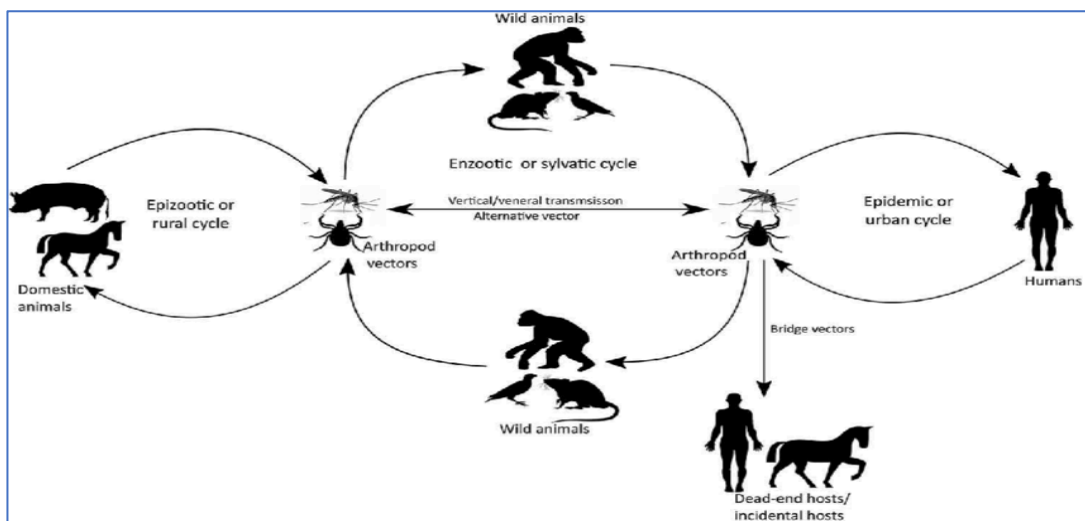 Wild animals
Enzootic or sylvatic cycle
Vertical/veneral transmsisson
Alternative vector
Epizootic or
rural cycle
Epidemic or
urban cycle
Arthropod
vectors
Arthropod
vectors
Domestic
animals
Humans
Bridge vectors
Wild animals
Dead-end hosts/
incidental hosts